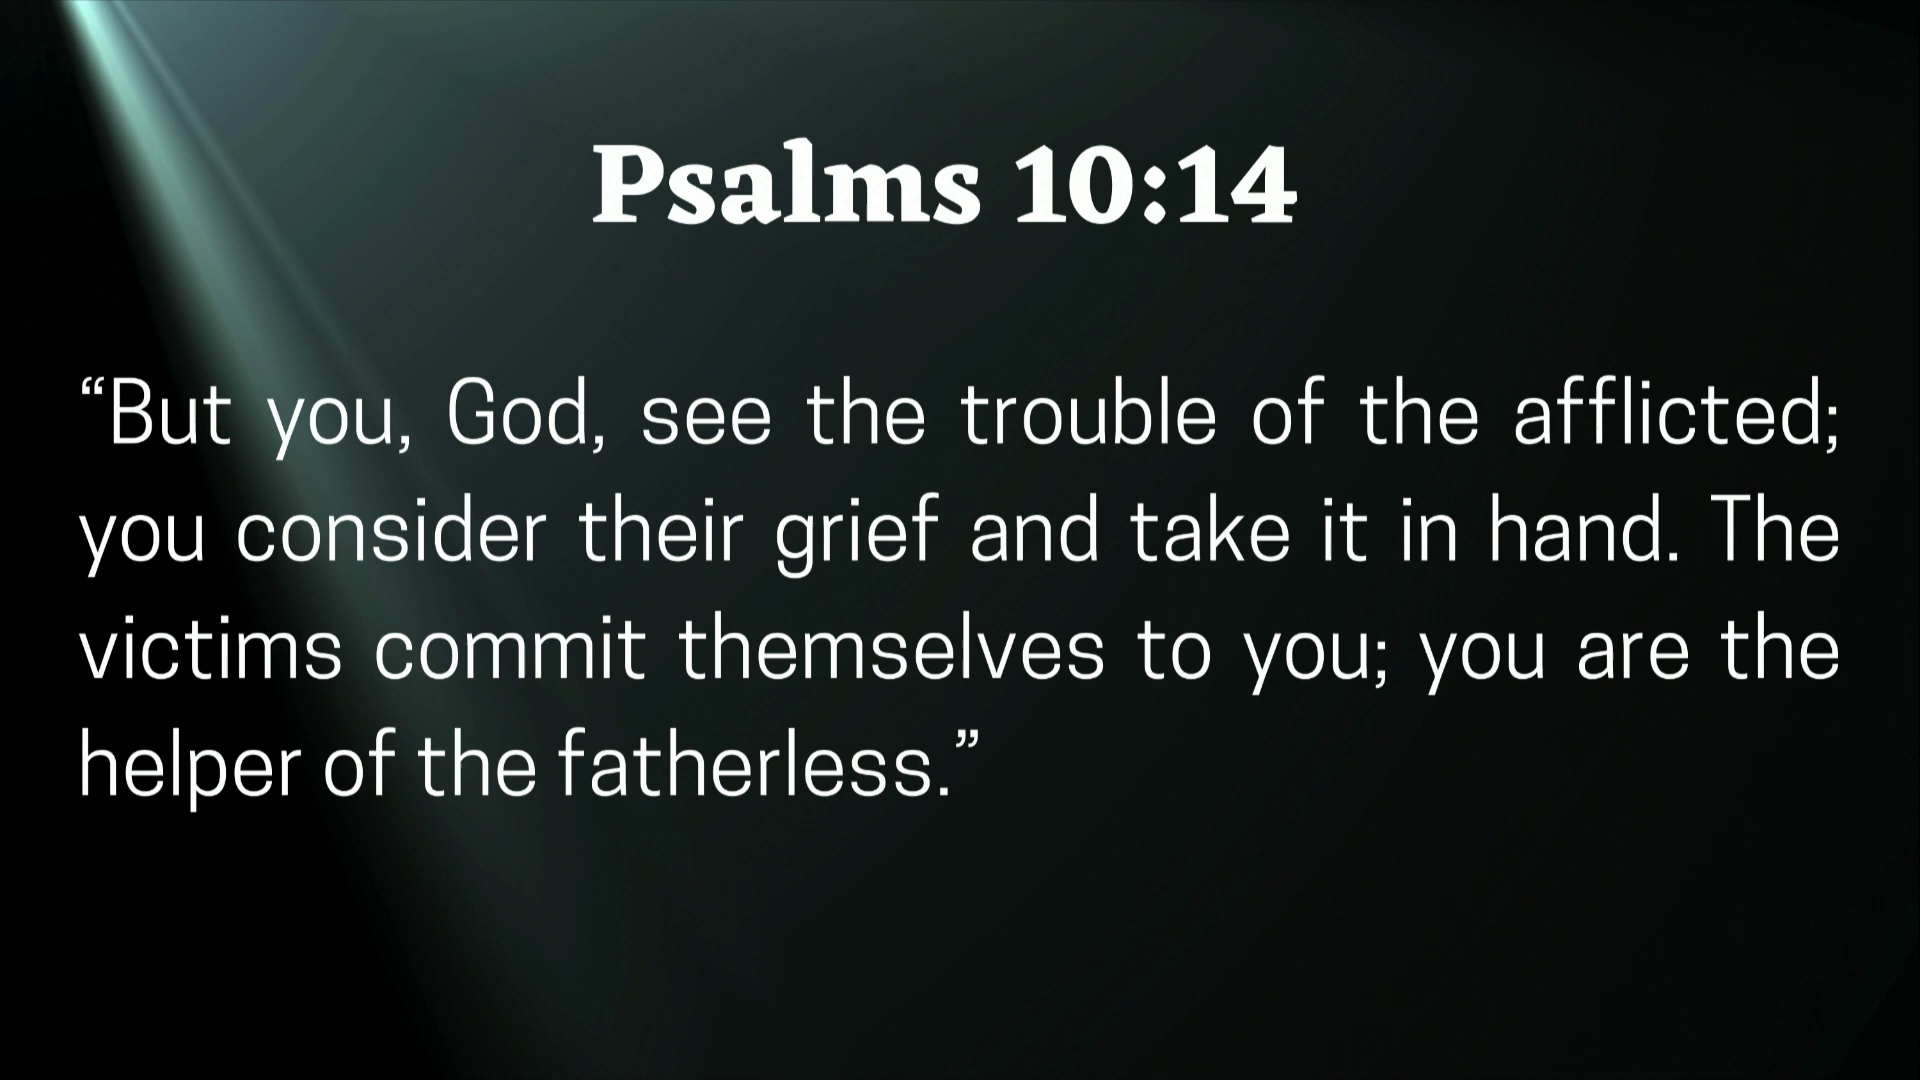 Psalms 10:14
“But you, God, see the trouble of the afflicted;
you consider their grief and take it in hand. The
victims commit themselves to you; you are the
helper of the fatherless.”